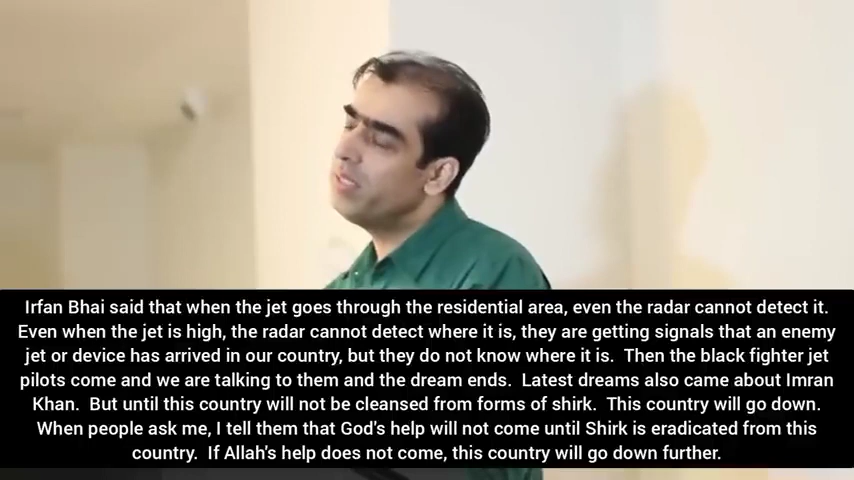 Irfan Bhai said that when the jet goes through the residential area, even the radar cannot detect it.
Even when the jet is high, the radar cannot detect where it is, they are getting signals that an enemy
jet or device has arrived in our country, but they do not know where it is.  Then the black fighter jet
pilots come and we are talking to them and the dream ends.  Latest dreams also came about Imran
Khan.  But until this country will not be cleansed from forms of shirk.  This country will go down.
When people ask me, I tell them that God's help will not come until Shirk is eradicated from this
country.  If Allah's help does not come, this country will go down further.